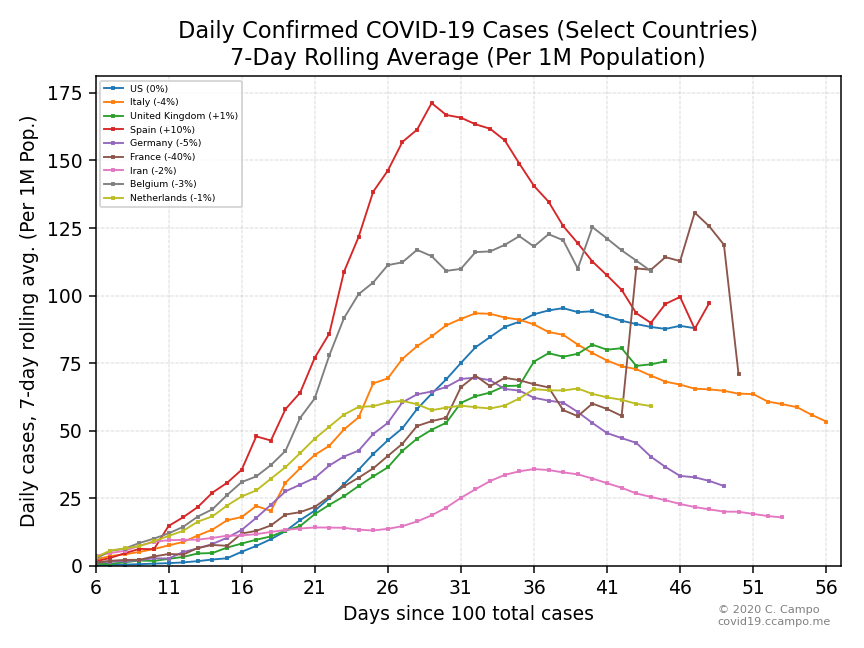 Daily Confirmed COVID-19 Cases (Select Countries)
7-Day Rolling Average (Per 1M Population)
Daily cases, 7-day rolling avg. (Per 1M Pop.)
175
150
125
100
75
50
25
0
US (0%)
Italy (-4%)
United Kingdom (+1%)
Spain (+10%)
Germany (-5%)
France (-40%)
Iran (-2%)
Belgium (-3%)
Netherlands (-1%)
6 11 16 21 26 31 36 41 46 51 56
Days since 100 total cases
© 2020 C. Campo
covid19.ccampo.me